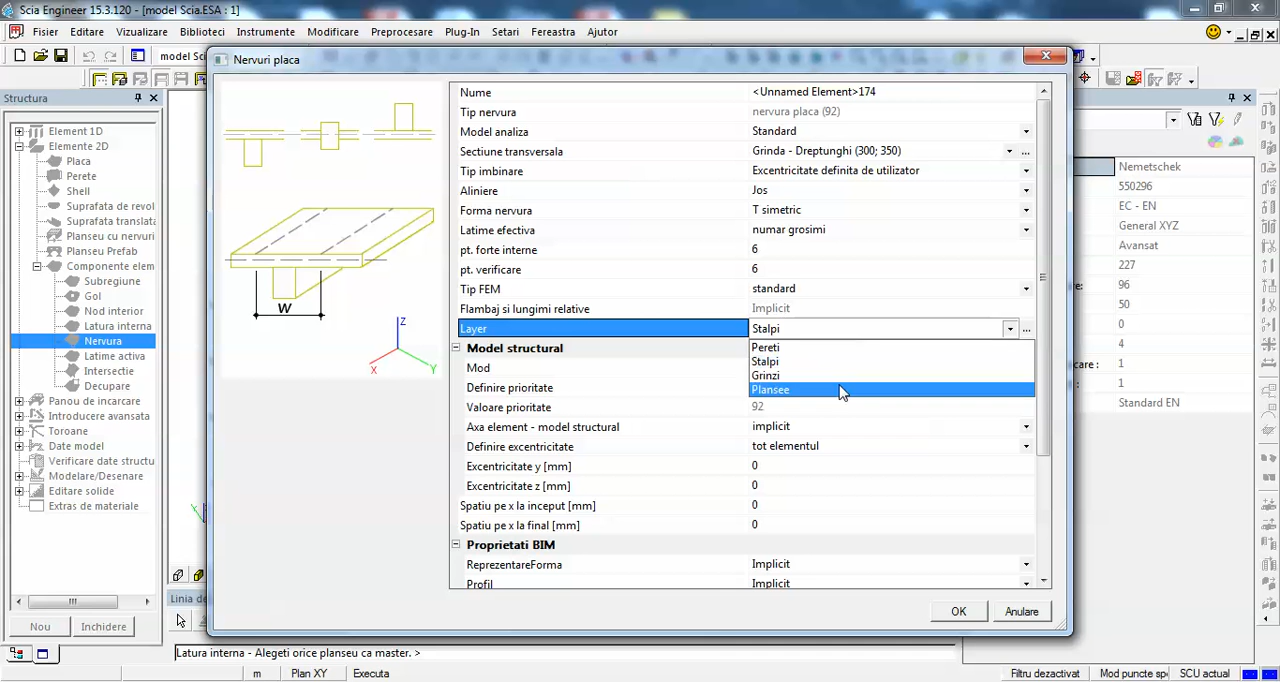 Scia Engineer 15.3.120 - [model Scia.ESA : 1]
Fisier Editare Vizualizare Biblioteci Instrumente Modificare Preprocesare Plug-In Setari Fereastra Ajutor
model Sci
Structura
Element 1D
Elemente 2D
Placa
Perete
Shell
Suprafata de revol
Suprafata translata
Planseu cu nervuri
Planseu Prefab
Componente elem
Subregiune
Gol
Nod interior
Latura interna
Nervura
Latime activa
Intersectie
Decupare
Panou de incarcare
Introducere avansata
Toroane
Date model
Verificare date structu
Modelare/Desenare
Editare solide
Extras de materiale
Nou Inchidere
Nervuri placa
W
Z
X
Y
Nume <Unnamed Element>174
Tip nervura nervura placa (92)
Model analiza Standard
Sectiune transversala Grinda - Dreptunghi (300; 350)
Tip imbinare Excentricitate definita de utilizator
Aliniere Jos
Forma nervura T simetric
Latime efectiva numar grosimi
pt. forte interne 6
pt. verificare 6
Tip FEM standard
Flambaj si lungimi relative Implicit
Layer Stalpi
Pereti
Stalpi
Grinzi
Plansee
Model structural
Mod
Definire prioritate
Valoare prioritate 92
Axa element - model structural implicit
Definire excentricitate tot elementul
Excentricitate y [mm] 0
Excentricitate z [mm] 0
Spatiu pe x la inceput [mm] 0
Spatiu pe x la final [mm] 0
Proprietati BIM
ReprezentareForma Implicit
Profil Implicit
OK Anulare
Nemetschek
550296
EC - EN
General XYZ
Avansat
227
e: 96
50
0
4
care : 1
1
Standard EN
Linia de
Latura interna - Alegeti orice planseu ca master. >
m Plan XY Executa Filtru dezactivat Mod puncte sp SCU actual